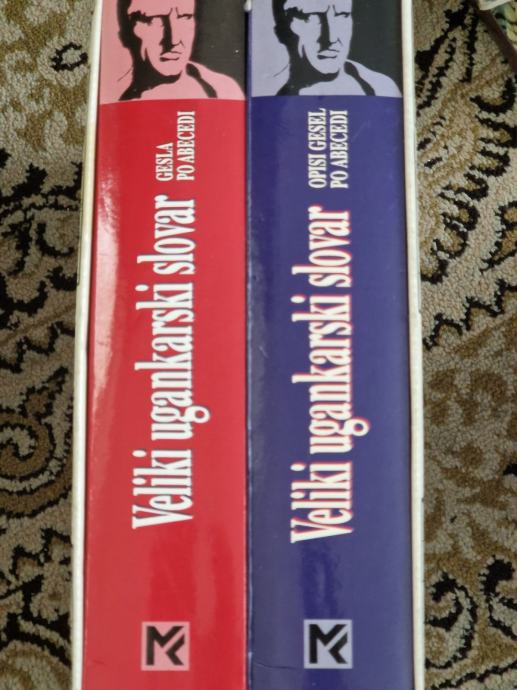 Veliki ugankarski slovar
GESLA
PO ABECEDI
Veliki ugankarski slovar
OPISI GESEL
PO ABECEDI